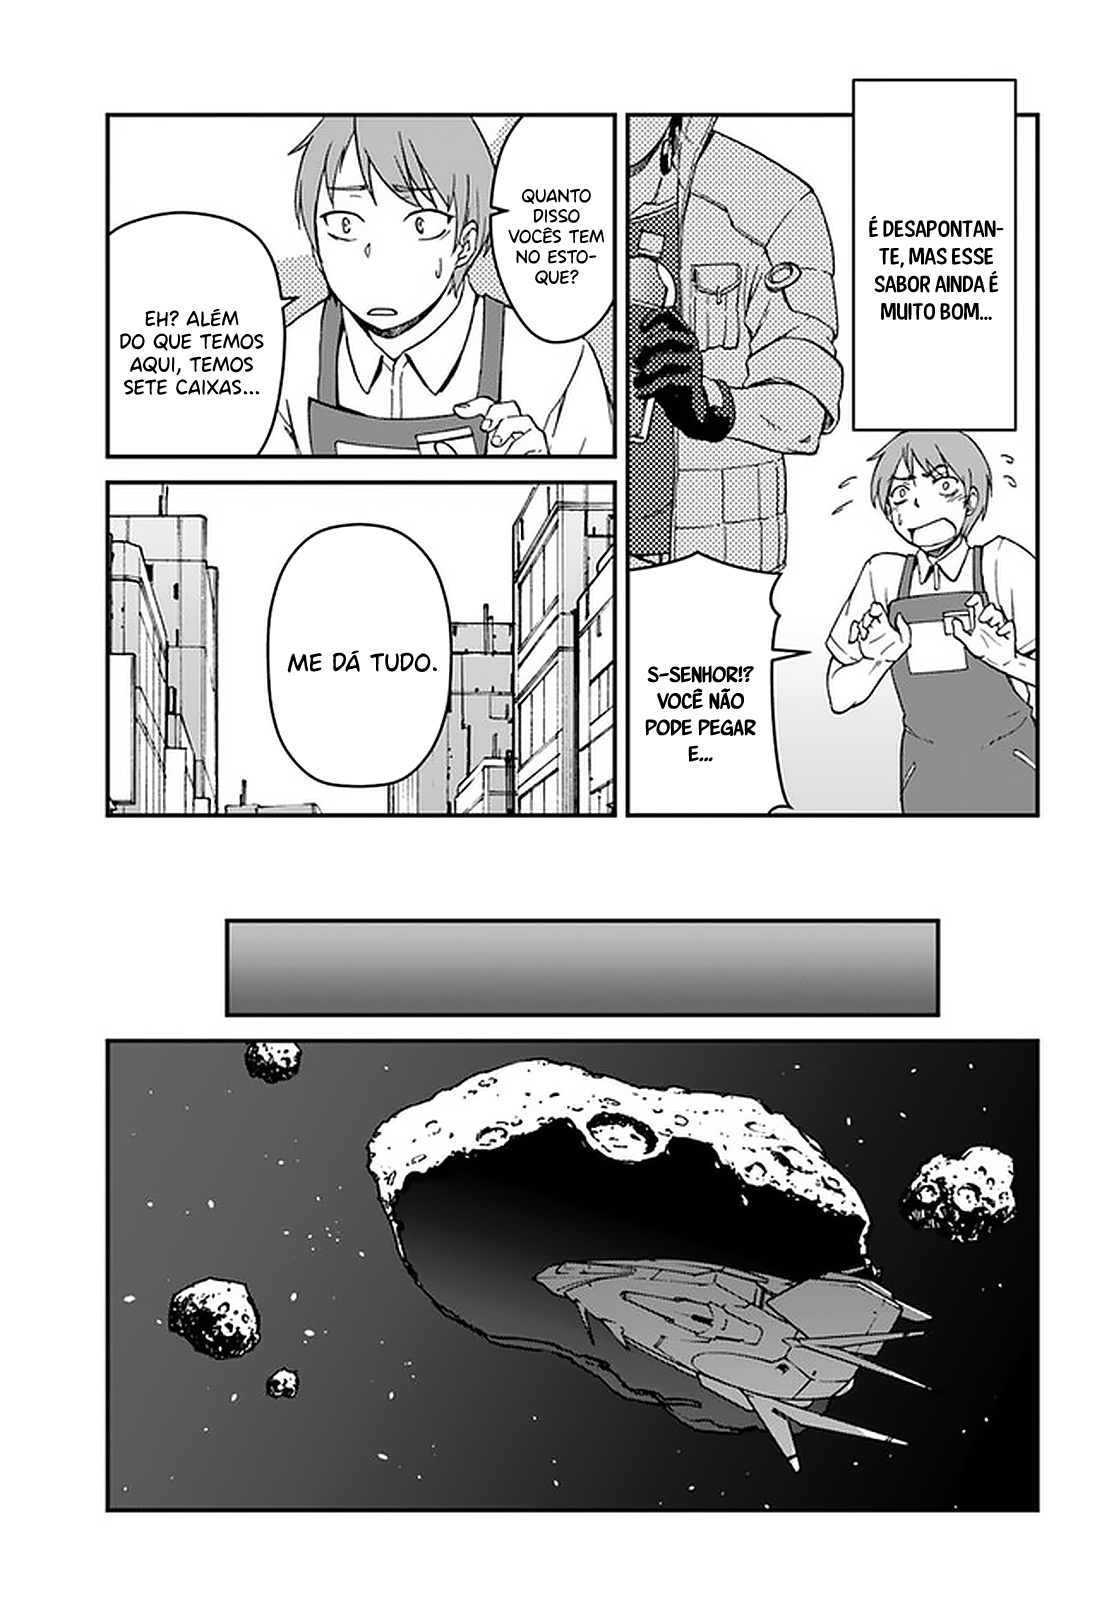 É DESAPONTAN-
TE, MAS ESSE
SABOR AINDA É
MUITO BOM...
S-SENHOR!?
VOCÊ NÃO
PODE PEGAR
E...
QUANTO
DISSO
VOCÊS TEM
NO ESTO-
QUE?
EH? ALÉM
DO QUE TEMOS
AQUI, TEMOS
SETE CAIXAS...
ME DÁ TUDO.